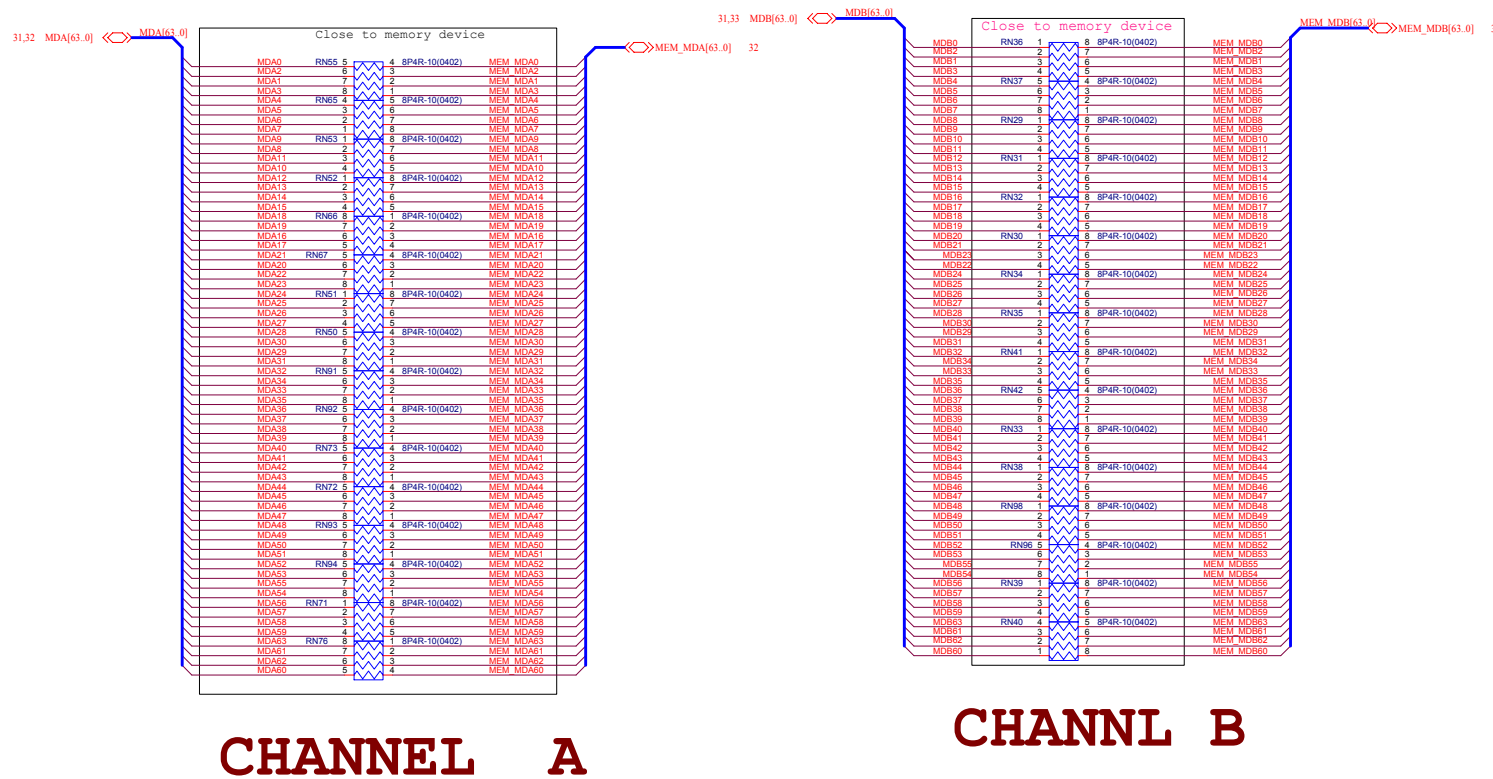 31,32 MDA[63..0] MDA[63..0]
Close to memory device
MEM_MDA[63..0] 32
MDA0 RN55 5 4 8P4R-10(0402) MEM_MDA0
MDA2 6 3 MEM_MDA2
MDA1 7 2 MEM_MDA1
MDA3 8 1 MEM_MDA3
MDA4 RN65 4 5 8P4R-10(0402) MEM_MDA4
MDA5 3 6 MEM_MDA5
MDA6 2 7 MEM_MDA6
MDA7 1 8 MEM_MDA7
MDA9 RN53 1 8 8P4R-10(0402) MEM_MDA9
MDA8 2 7 MEM_MDA8
MDA11 3 6 MEM_MDA11
MDA10 4 5 MEM_MDA10
MDA12 RN52 1 8 8P4R-10(0402) MEM_MDA12
MDA13 2 7 MEM_MDA13
MDA14 3 6 MEM_MDA14
MDA15 4 5 MEM_MDA15
MDA18 RN66 8 1 8P4R-10(0402) MEM_MDA18
MDA19 7 2 MEM_MDA19
MDA16 6 3 MEM_MDA16
MDA17 5 4 MEM_MDA17
MDA21 RN67 5 4 8P4R-10(0402) MEM_MDA21
MDA20 6 3 MEM_MDA20
MDA22 7 2 MEM_MDA22
MDA23 8 1 MEM_MDA23
MDA24 RN51 1 8 8P4R-10(0402) MEM_MDA24
MDA25 2 7 MEM_MDA25
MDA26 3 6 MEM_MDA26
MDA27 4 5 MEM_MDA27
MDA28 RN50 5 4 8P4R-10(0402) MEM_MDA28
MDA30 6 3 MEM_MDA30
MDA29 7 2 MEM_MDA29
MDA31 8 1 MEM_MDA31
MDA32 RN91 5 4 8P4R-10(0402) MEM_MDA32
MDA34 6 3 MEM_MDA34
MDA33 7 2 MEM_MDA33
MDA35 8 1 MEM_MDA35
MDA36 RN92 5 4 8P4R-10(0402) MEM_MDA36
MDA37 6 3 MEM_MDA37
MDA38 7 2 MEM_MDA38
MDA39 8 1 MEM_MDA39
MDA40 RN73 5 4 8P4R-10(0402) MEM_MDA40
MDA41 6 3 MEM_MDA41
MDA42 7 2 MEM_MDA42
MDA43 8 1 MEM_MDA43
MDA44 RN72 5 4 8P4R-10(0402) MEM_MDA44
MDA45 6 3 MEM_MDA45
MDA46 7 2 MEM_MDA46
MDA47 8 1 MEM_MDA47
MDA48 RN93 5 4 8P4R-10(0402) MEM_MDA48
MDA49 6 3 MEM_MDA49
MDA50 7 2 MEM_MDA50
MDA51 8 1 MEM_MDA51
MDA52 RN94 5 4 8P4R-10(0402) MEM_MDA52
MDA53 6 3 MEM_MDA53
MDA55 7 2 MEM_MDA55
MDA54 8 1 MEM_MDA54
MDA56 RN71 1 8 8P4R-10(0402) MEM_MDA56
MDA57 2 7 MEM_MDA57
MDA58 3 6 MEM_MDA58
MDA59 4 5 MEM_MDA59
MDA63 RN76 8 1 8P4R-10(0402) MEM_MDA63
MDA61 7 2 MEM_MDA61
MDA62 6 3 MEM_MDA62
MDA60 5 4 MEM_MDA60
CHANNEL A
31,33 MDB[63..0] MDB[63..0]
Close to memory device
MEM_MDB[63..0] MEM_MDB[63..0]
MDB0 RN36 1 8 8P4R-10(0402) MEM_MDB0
MDB2 2 7 MEM_MDB2
MDB1 3 6 MEM_MDB1
MDB3 4 5 MEM_MDB3
MDB4 RN37 5 4 8P4R-10(0402) MEM_MDB4
MDB5 6 3 MEM_MDB5
MDB6 7 2 MEM_MDB6
MDB7 8 1 MEM_MDB7
MDB8 RN29 1 8 8P4R-10(0402) MEM_MDB8
MDB9 2 7 MEM_MDB9
MDB10 3 6 MEM_MDB10
MDB11 4 5 MEM_MDB11
MDB12 RN31 1 8 8P4R-10(0402) MEM_MDB12
MDB13 2 7 MEM_MDB13
MDB14 3 6 MEM_MDB14
MDB15 4 5 MEM_MDB15
MDB16 RN32 1 8 8P4R-10(0402) MEM_MDB16
MDB17 2 7 MEM_MDB17
MDB18 3 6 MEM_MDB18
MDB19 4 5 MEM_MDB19
MDB20 RN30 1 8 8P4R-10(0402) MEM_MDB20
MDB21 2 7 MEM_MDB21
MDB23 3 6 MEM_MDB23
MDB22 4 5 MEM_MDB22
MDB24 RN34 1 8 8P4R-10(0402) MEM_MDB24
MDB25 2 7 MEM_MDB25
MDB26 3 6 MEM_MDB26
MDB27 4 5 MEM_MDB27
MDB28 RN35 1 8 8P4R-10(0402) MEM_MDB28
MDB30 2 7 MEM_MDB30
MDB29 3 6 MEM_MDB29
MDB31 4 5 MEM_MDB31
MDB32 RN41 1 8 8P4R-10(0402) MEM_MDB32
MDB34 2 7 MEM_MDB34
MDB33 3 6 MEM_MDB33
MDB35 4 5 MEM_MDB35
MDB36 RN42 5 4 8P4R-10(0402) MEM_MDB36
MDB37 6 3 MEM_MDB37
MDB38 7 2 MEM_MDB38
MDB39 8 1 MEM_MDB39
MDB40 RN33 1 8 8P4R-10(0402) MEM_MDB40
MDB41 2 7 MEM_MDB41
MDB42 3 6 MEM_MDB42
MDB43 4 5 MEM_MDB43
MDB44 RN38 1 8 8P4R-10(0402) MEM_MDB44
MDB45 2 7 MEM_MDB45
MDB46 3 6 MEM_MDB46
MDB47 4 5 MEM_MDB47
MDB48 RN98 1 8 8P4R-10(0402) MEM_MDB48
MDB49 2 7 MEM_MDB49
MDB50 3 6 MEM_MDB50
MDB51 4 5 MEM_MDB51
MDB52 RN96 5 4 8P4R-10(0402) MEM_MDB52
MDB53 6 3 MEM_MDB53
MDB55 7 2 MEM_MDB55
MDB54 8 1 MEM_MDB54
MDB56 RN39 1 8 8P4R-10(0402) MEM_MDB56
MDB57 2 7 MEM_MDB57
MDB58 3 6 MEM_MDB58
MDB59 4 5 MEM_MDB59
MDB63 RN40 4 5 8P4R-10(0402) MEM_MDB63
MDB61 3 6 MEM_MDB61
MDB62 2 7 MEM_MDB62
MDB60 1 8 MEM_MDB60
CHANNL B